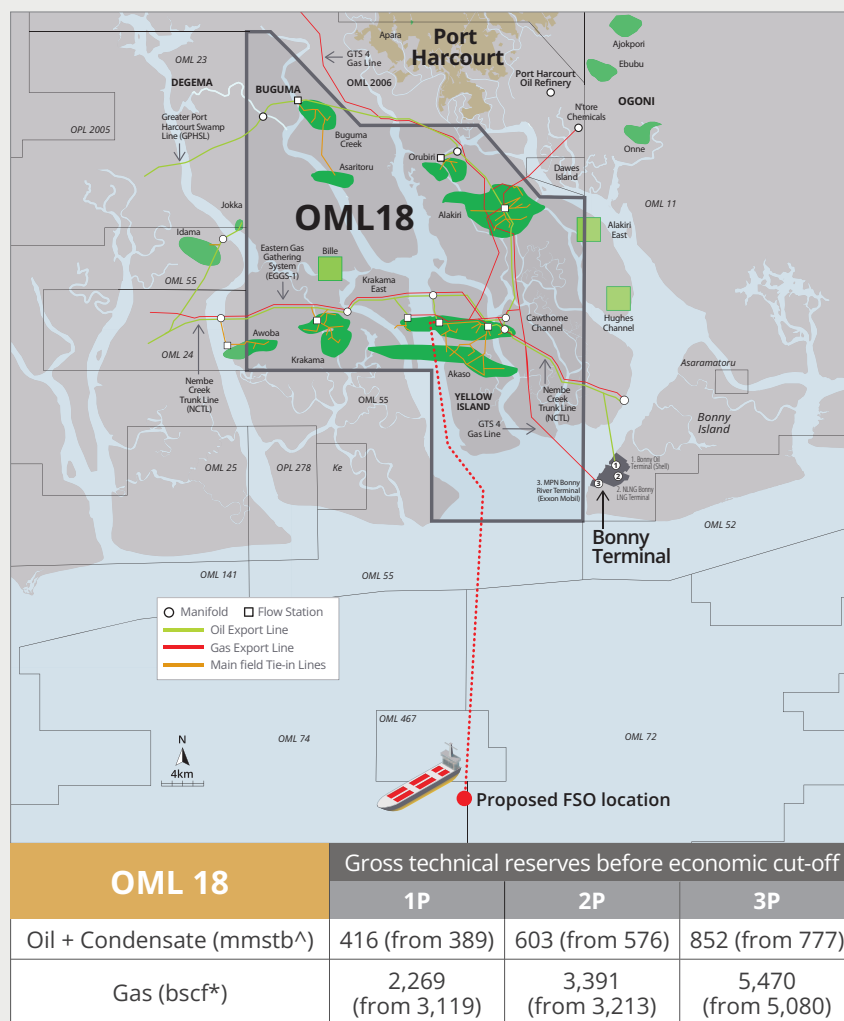 Apara
Port
Harcourt
Ajokpori
OML 23
GTS 4
Gas Line
Ebubu
DEGEMA
BUGUMA
OML 2006
Port Harcourt
Oil Refinery
OGONI
N'tore
Chemicals
OPL 2005
Greater Port
Harcourt Swamp
Line (GPHSL)
Buguma
Creek
Orubiri
Onne
Asaritoru
Dawes
Island
Jokka
OML18
Alakiri
OML 11
Idama
Alakiri
East
Eastern Gas
Gathering
System
(EGGS-1)
Bille
OML 55
Krakama
East
Cawthorne
Channel
Hughes
Channel
Awoba
OML 24
Krakama
Akaso
Asaramatoru
Nembe
Creek
Trunk Line
(NCTL)
OML 55
YELLOW
ISLAND
Nembe
Creek
Trunk Line
(NCTL)
Bonny
Island
GTS 4
Gas Line
OML 25
OPL 278
Ke
1. Bonny Oil
Terminal (Shell)
1
2
3
3. MPN Bonny
River Terminal
(Exxon Mobil)
2. NLNG Bonny
LNG Terminal
Bonny
Terminal
OML 52
OML 141
OML 55
Manifold Flow Station
Oil Export Line
Gas Export Line
Main field Tie-in Lines
OML 467
OML 74
OML 72
N
4km
Proposed FSO location
OML 18
Gross technical reserves before economic cut-off
1P 2P 3P
Oil + Condensate (mmstb^) 416 (from 389) 603 (from 576) 852 (from 777)
Gas (bscf*) 2,269 3,391 5,470
(from 3,119) (from 3,213) (from 5,080)